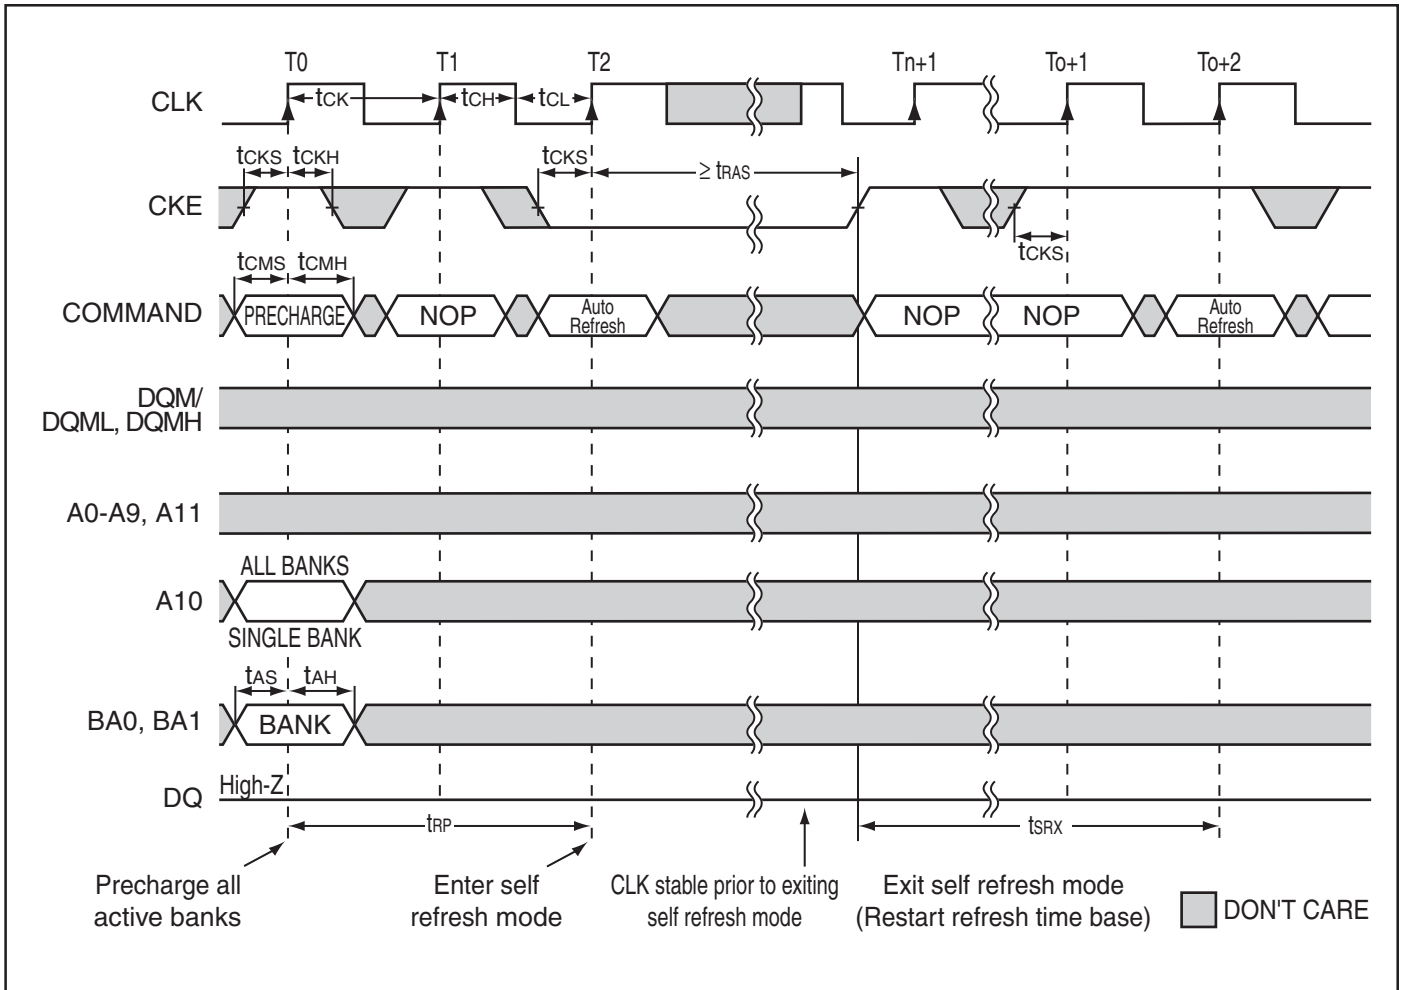 T0 T1 T2 Tn+1 To+1 To+2
CLK
tCK tCH tCL
tCKS tCKH tCKS ≥ tRAS
CKE
tCKS
tCMS tCMH
COMMAND PRECHARGE NOP Auto Refresh NOP NOP Auto Refresh
DQM/
DQML, DQMH
A0-A9, A11
ALL BANKS
A10
SINGLE BANK
tAS tAH
BA0, BA1 BANK
High-Z
DQ
tRP tSRX
Precharge all
active banks
Enter self
refresh mode
CLK stable prior to exiting
self refresh mode
Exit self refresh mode
(Restart refresh time base)
DON'T CARE